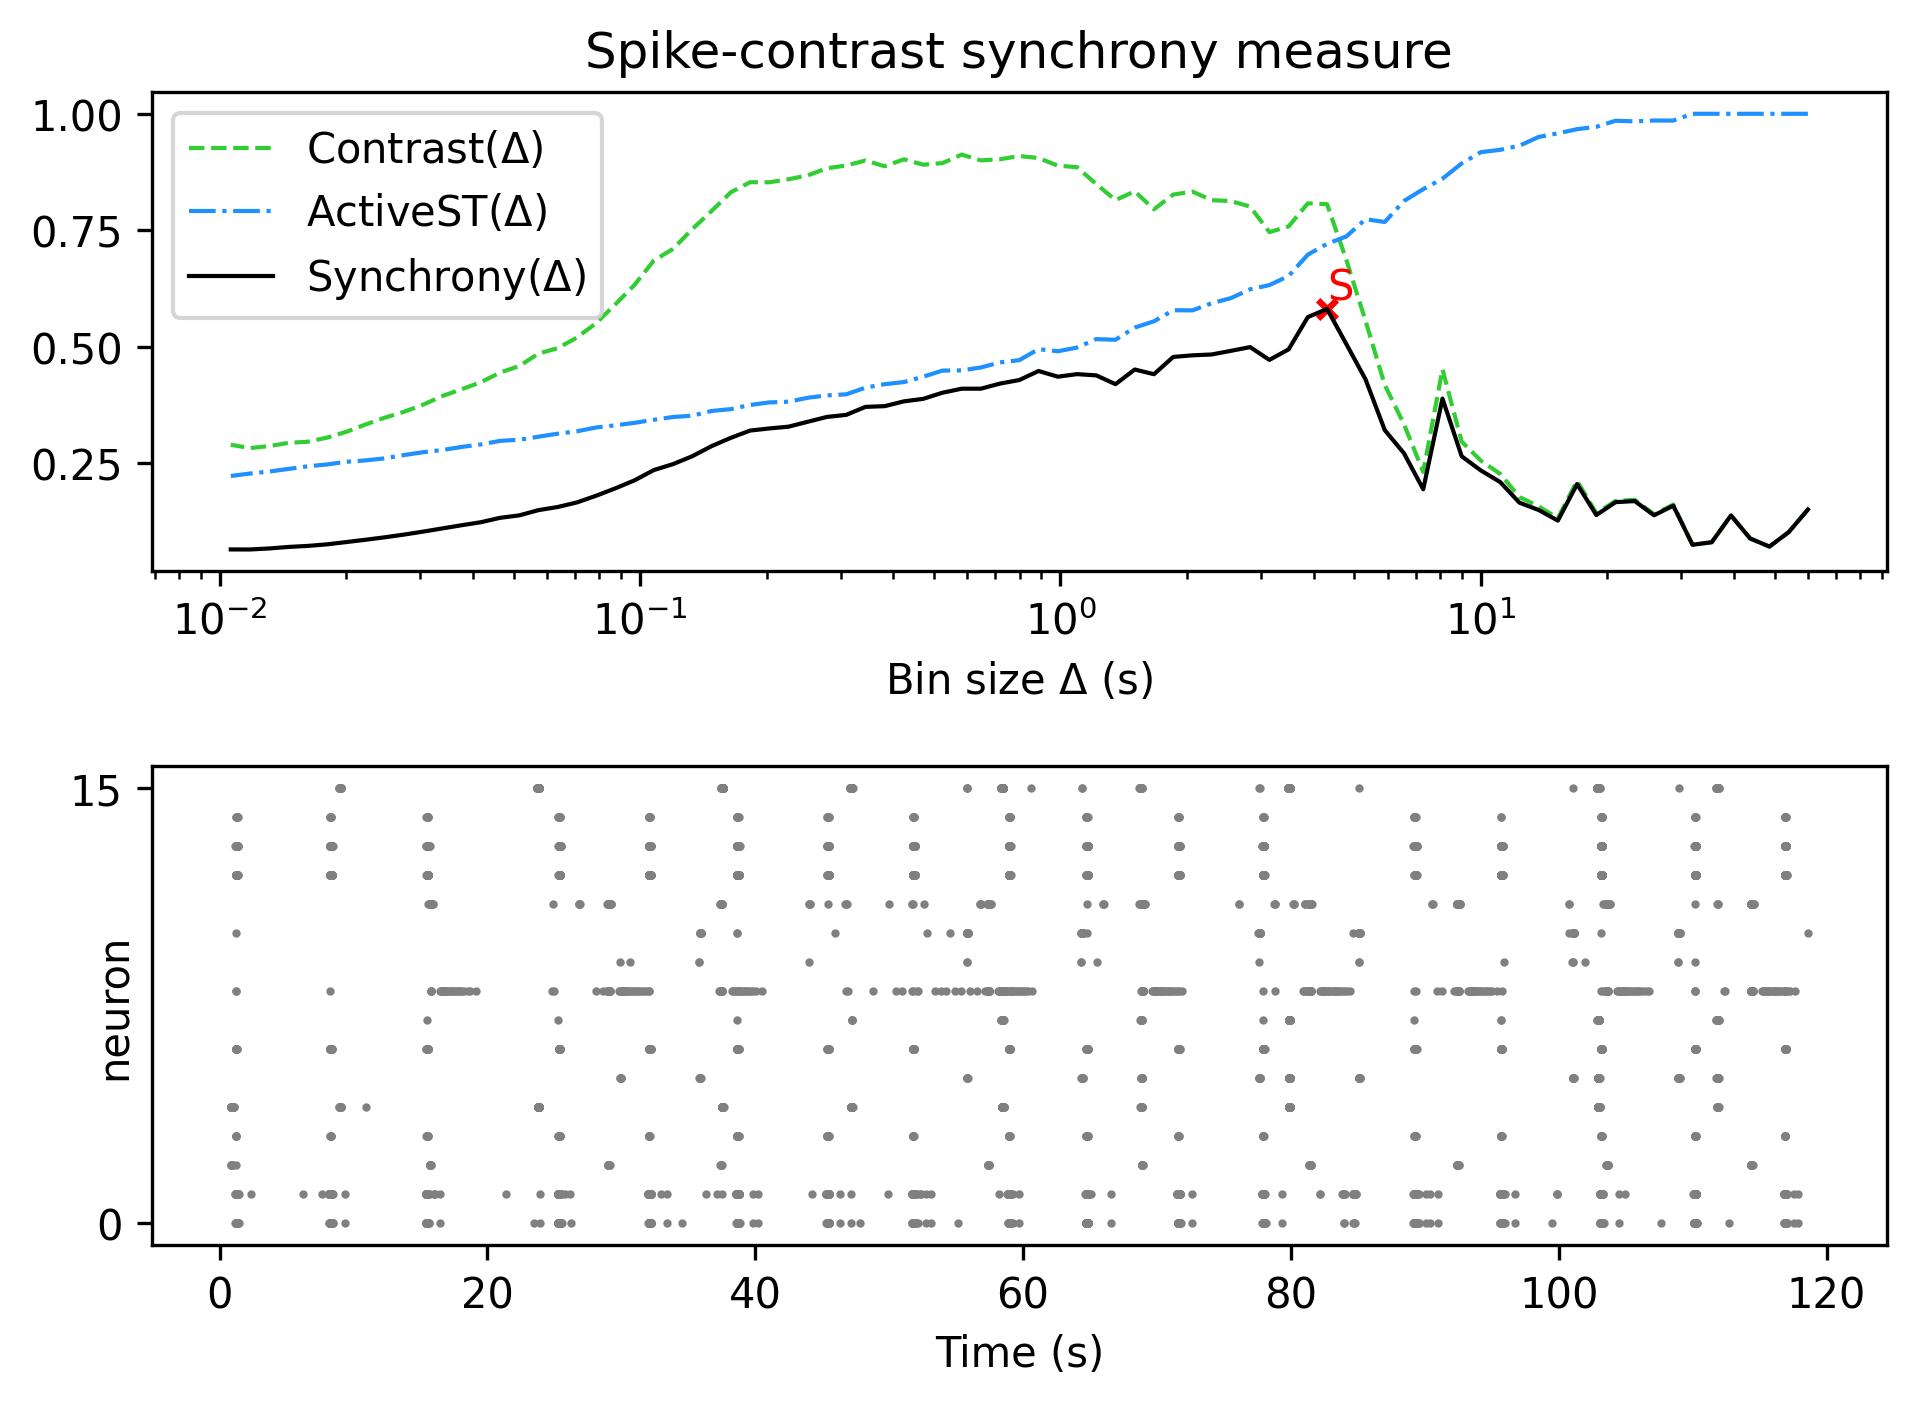 Spike-contrast synchrony measure
1.00
0.75
0.50
0.25
Contrast(Δ)
ActiveST(Δ)
Synchrony(Δ)
S
10⁻² 10⁻¹ 10⁰ 10¹
Bin size Δ (s)
15
0
neuron
0 20 40 60 80 100 120
Time (s)